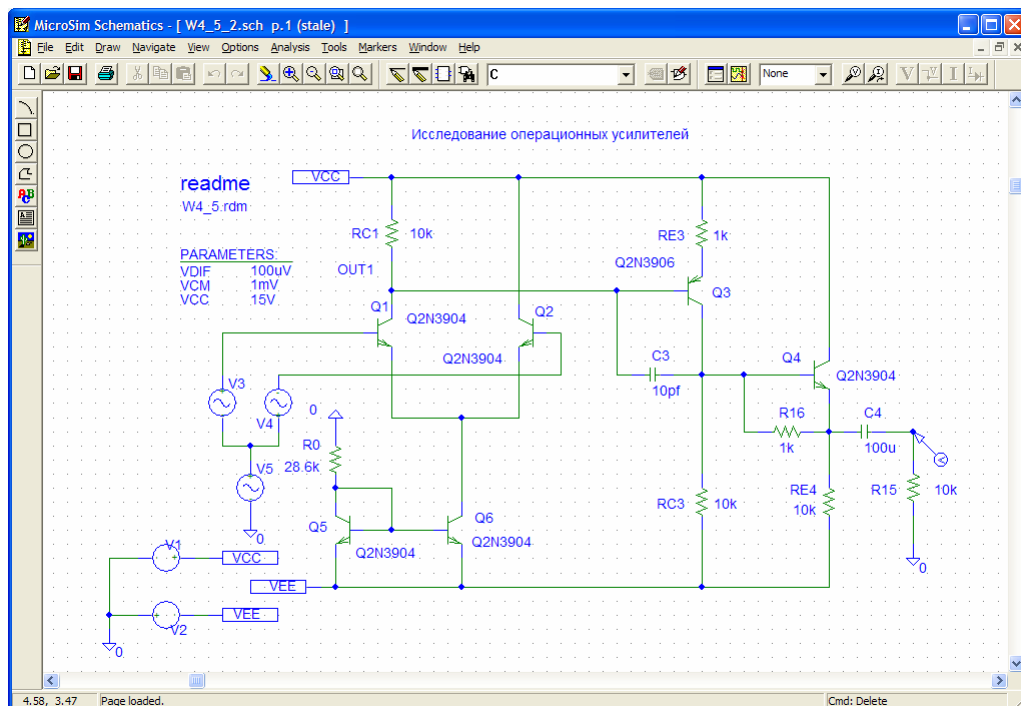 MicroSim Schematics - [ W4_5_2.sch p.1 (stale) ]
File Edit Draw Navigate View Options Analysis Tools Markers Window Help
C
None
Исследование операционных усилителей
readme
W4_5.rdm
PARAMETERS:
VDIF 100uV
VCM 1mV
VCC 15V
VCC
RC1 10k
OUT1
Q1
Q2N3904
Q2
Q2N3904
RE3 1k
Q2N3906
Q3
C3
10pf
Q4
Q2N3904
R16
1k
C4
100u
V3
V4
0
R0
28.6k
V5
0
Q5
Q2N3904
Q6
Q2N3904
RC3 10k
RE4
10k
R15 10k
0
V1
VCC
VEE
V2
VEE
0
4.58, 3.47 Page loaded. Cmd: Delete